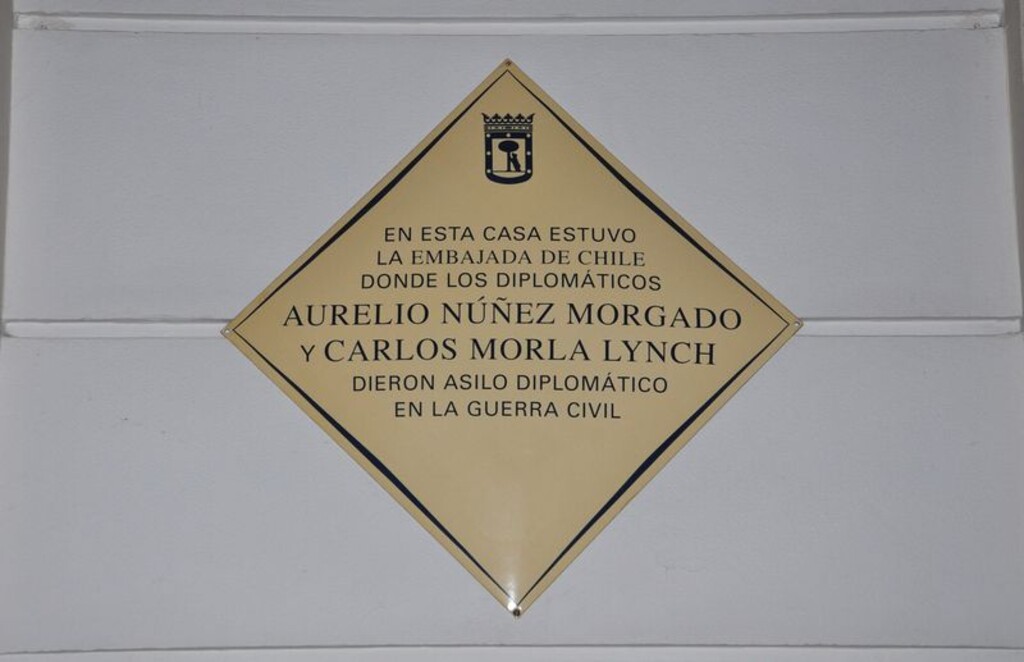 EN ESTA CASA ESTUVO
LA EMBAJADA DE CHILE
DONDE LOS DIPLOMÁTICOS
AURELIO NÚÑEZ MORGADO
Y CARLOS MORLA LYNCH
DIERON ASILO DIPLOMÁTICO
EN LA GUERRA CIVIL